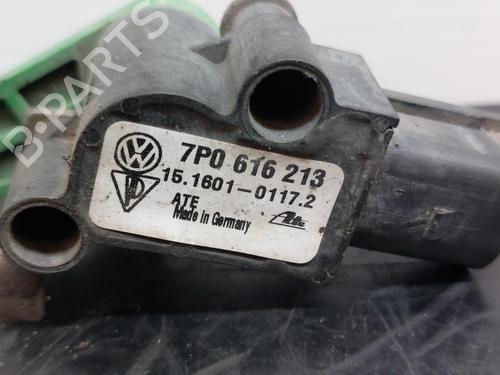 B-PARTS
7P0 616 213
15.1601-0117.2
ATE
Made in Germany